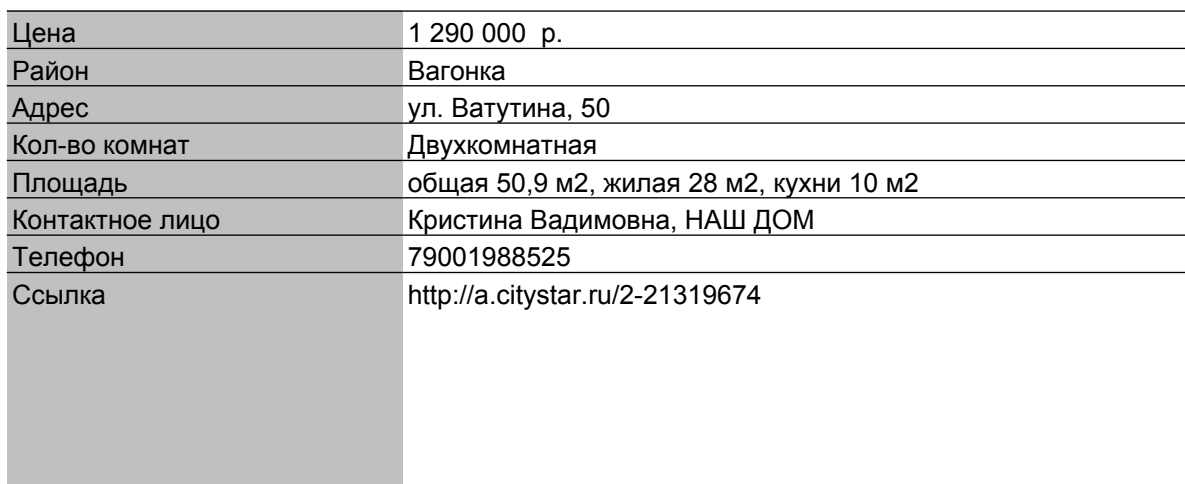 Цена 1 290 000 р.
Район Вагонка
Адрес ул. Ватутина, 50
Кол-во комнат Двухкомнатная
Площадь общая 50,9 м2, жилая 28 м2, кухни 10 м2
Контактное лицо Кристина Вадимовна, НАШ ДОМ
Телефон 79001988525
Ссылка http://a.citystar.ru/2-21319674